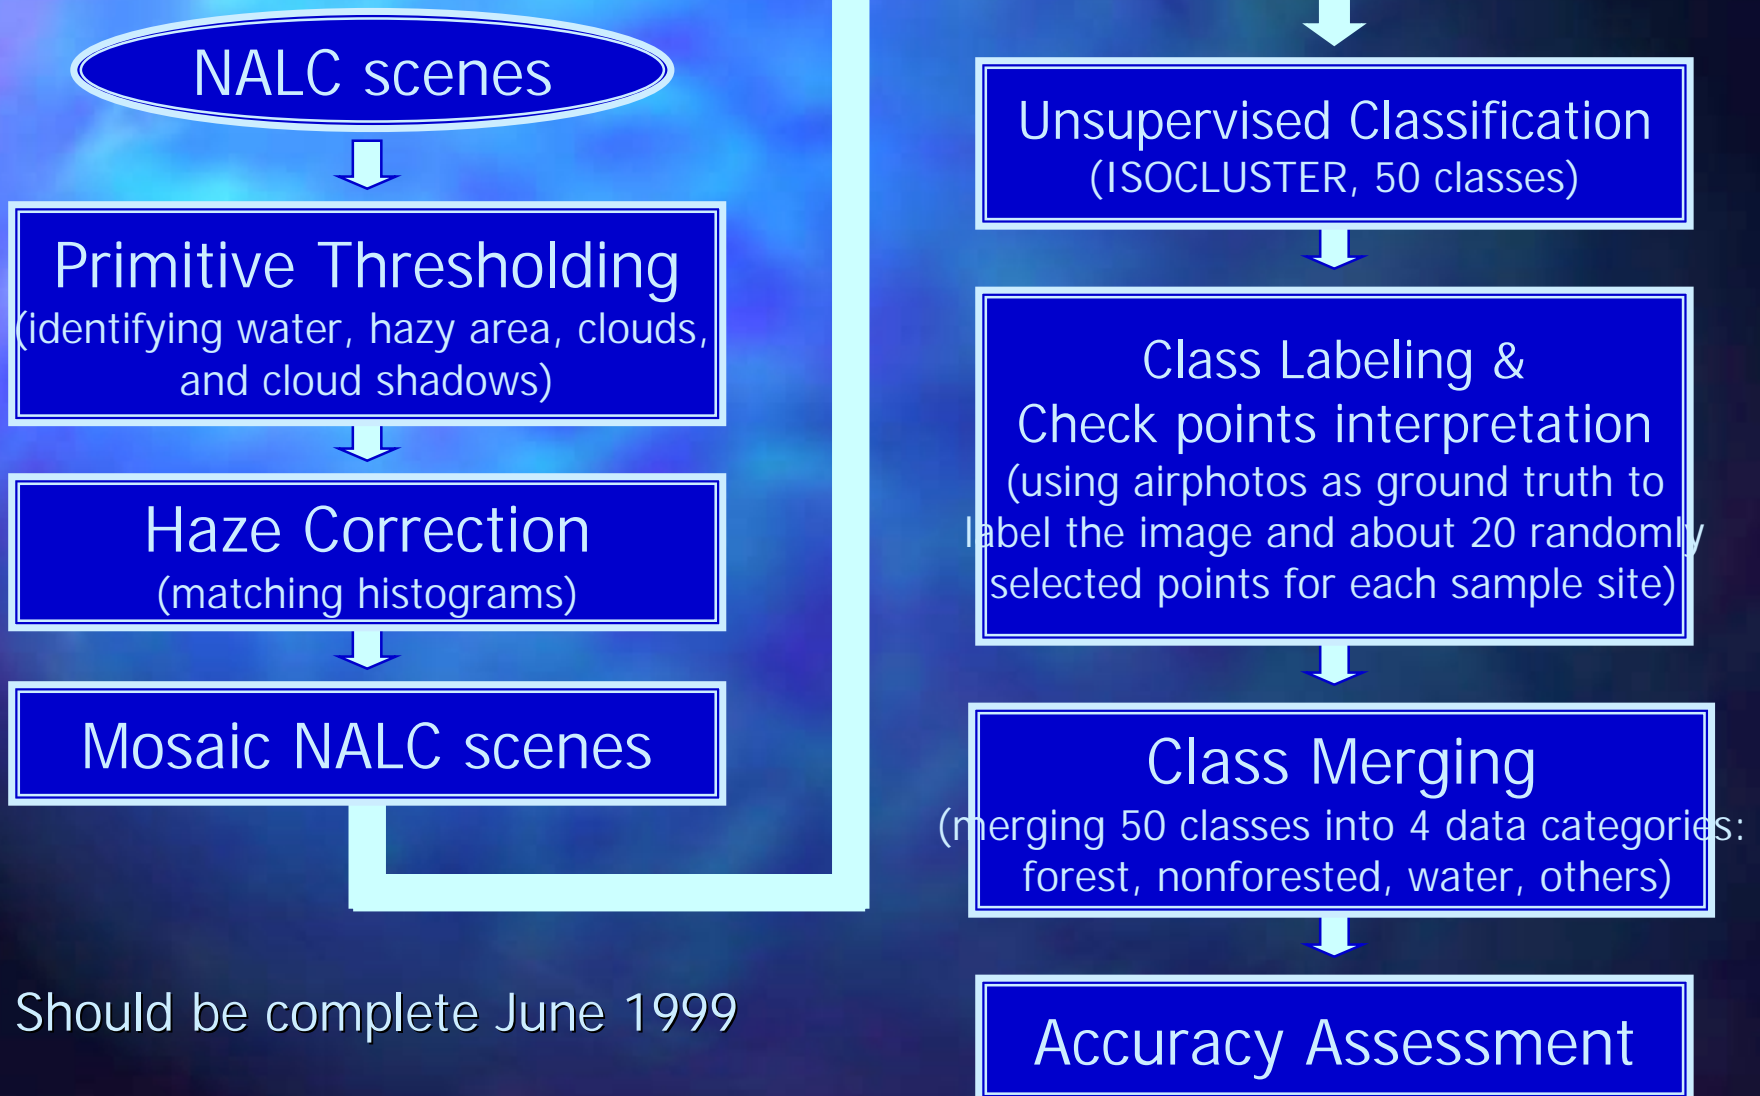 NALC scenes
Primitive Thresholding
(identifying water, hazy area, clouds,
and cloud shadows)
Haze Correction
(matching histograms)
Mosaic NALC scenes
Should be complete June 1999
Unsupervised Classification
(ISOCLUSTER, 50 classes)
Class Labeling &
Check points interpretation
(using airphotos as ground truth to
label the image and about 20 randomly
selected points for each sample site)
Class Merging
(merging 50 classes into 4 data categories:
forest, nonforested, water, others)
Accuracy Assessment